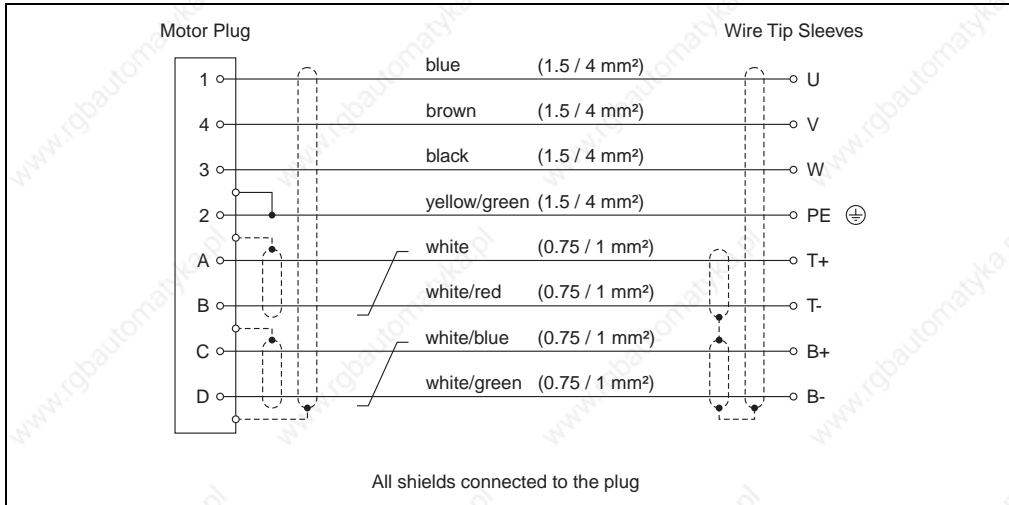 Motor Plug Wire Tip Sleeves
1 blue (1.5 / 4 mm²) U
4 brown (1.5 / 4 mm²) V
3 black (1.5 / 4 mm²) W
2 yellow/green (1.5 / 4 mm²) PE
A white (0.75 / 1 mm²) T+
B white/red (0.75 / 1 mm²) T-
C white/blue (0.75 / 1 mm²) B+
D white/green (0.75 / 1 mm²) B-
All shields connected to the plug
www.rgbautomatyka.pl